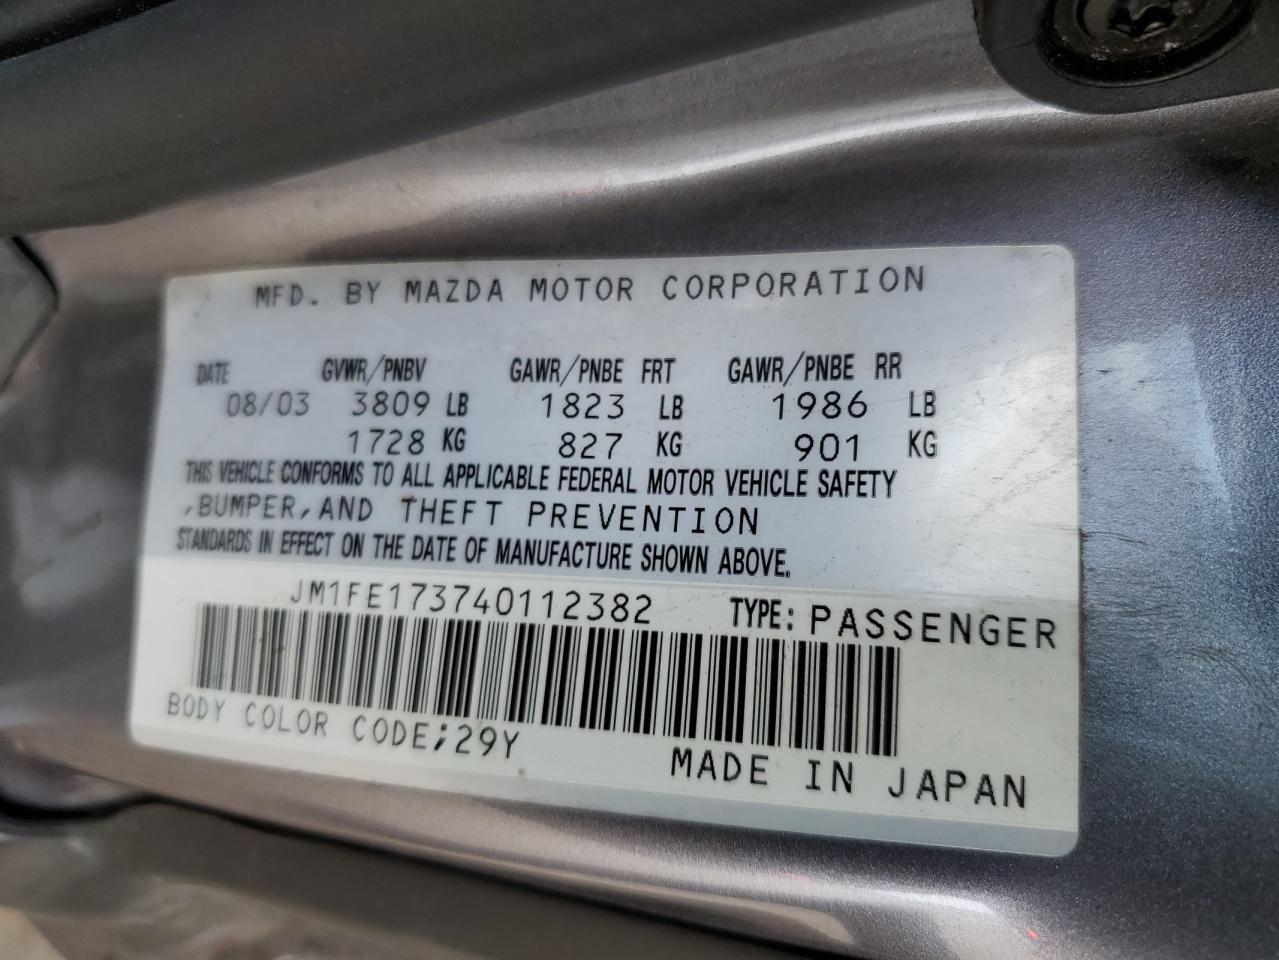 MFD. BY MAZDA MOTOR CORPORATION
DATE GVWR/PNBV GAWR/PNBE FRT GAWR/PNBE RR
08/03 3809 LB 1823 LB 1986 LB
1728 KG 827 KG 901 KG
THIS VEHICLE CONFORMS TO ALL APPLICABLE FEDERAL MOTOR VEHICLE SAFETY
,BUMPER,AND THEFT PREVENTION
STANDARDS IN EFFECT ON THE DATE OF MANUFACTURE SHOWN ABOVE.
JM1FE173740112382 TYPE: PASSENGER
BODY COLOR CODE;29Y
MADE IN JAPAN